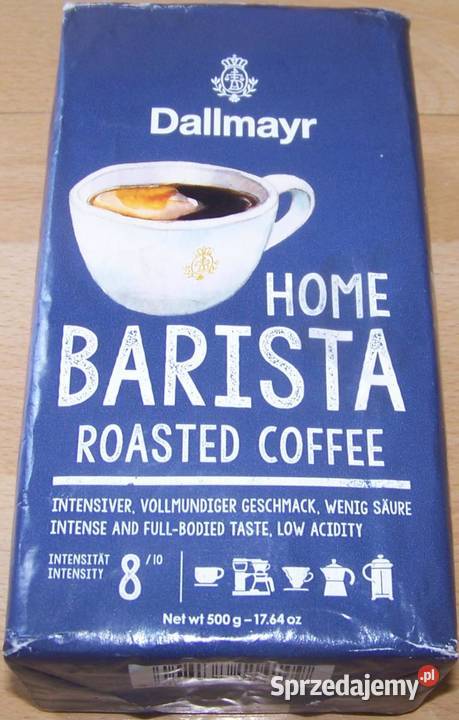 Dallmayr
HOME
BARISTA
ROASTED COFFEE
INTENSIVER, VOLLMUNDIGER GESCHMACK, WENIG SÄURE
INTENSE AND FULL-BODIED TASTE, LOW ACIDITY
INTENSITÄT
INTENSITY
8/10
Net wt 500 g – 17.64 oz
Sprzedajemy.pl